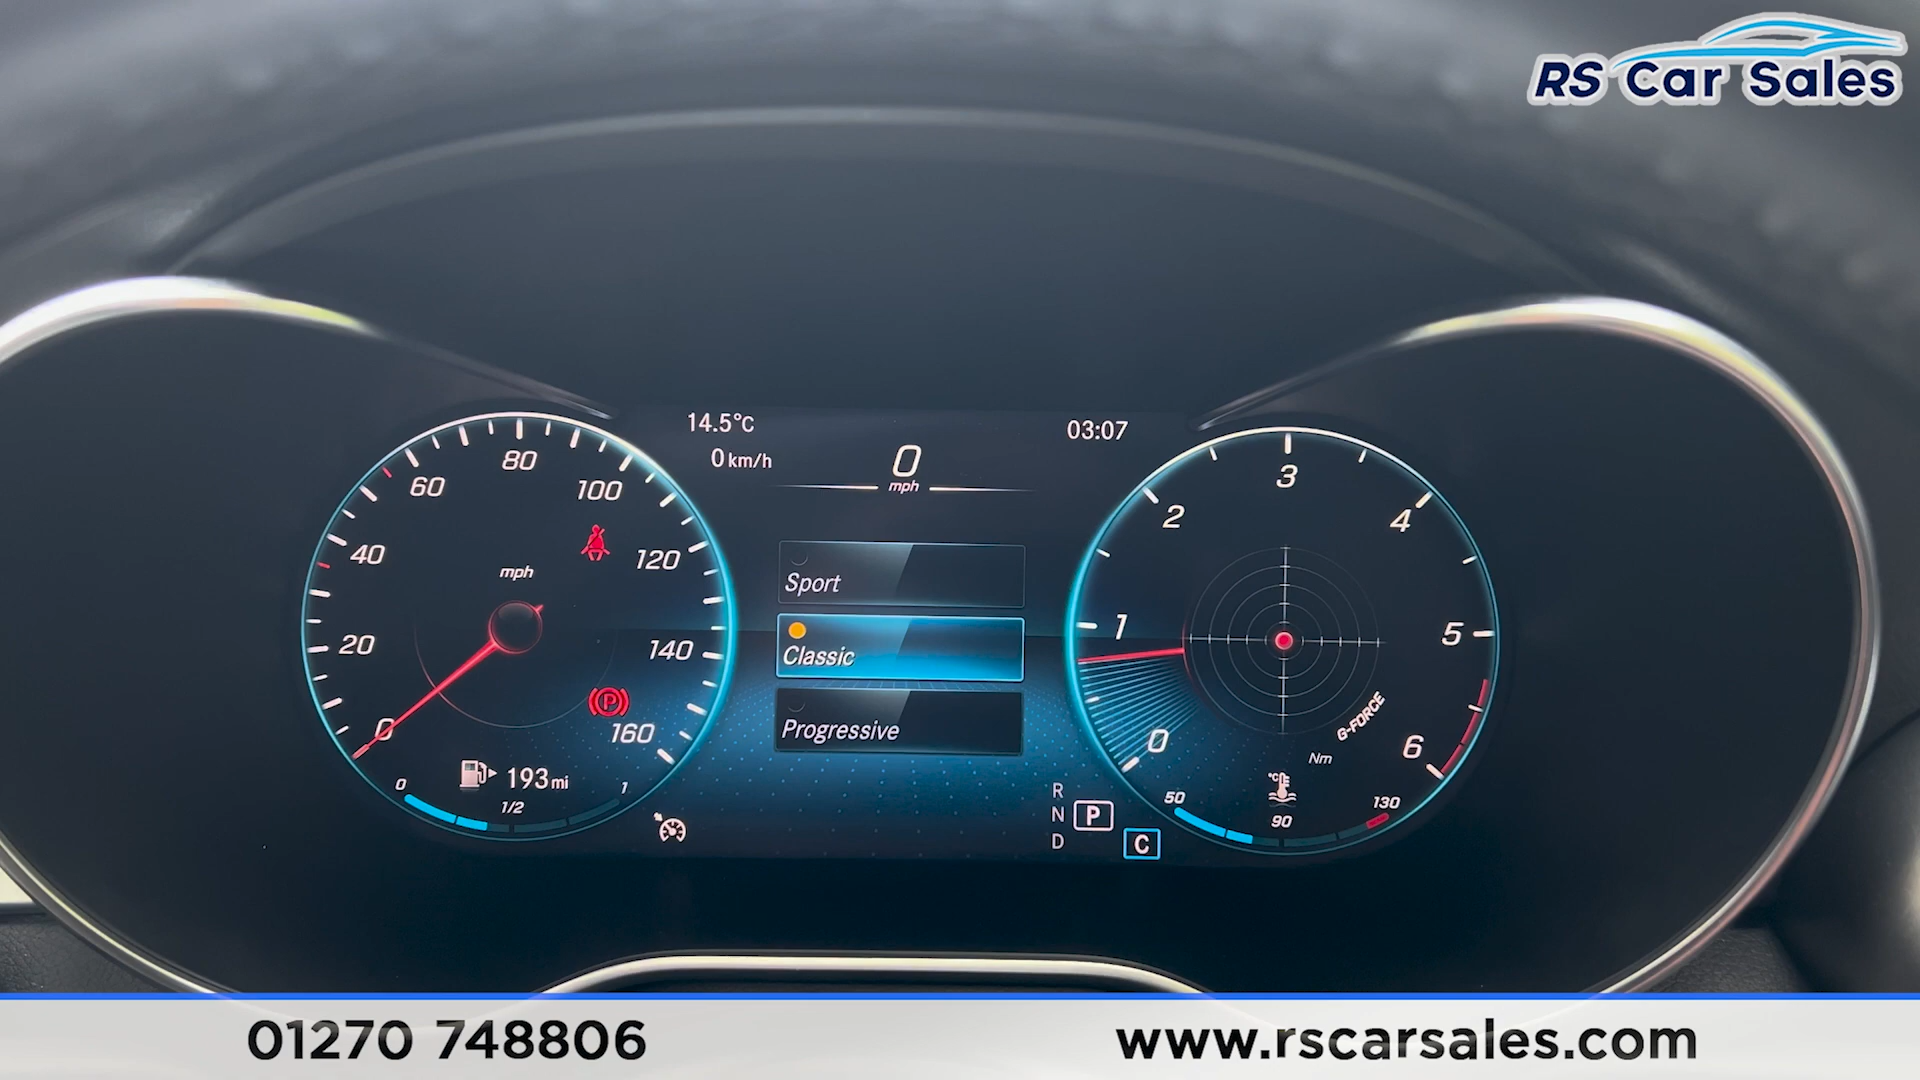 RS Car Sales
14.5°C
0 km/h
0
mph
03:07
0
20
40
60
80
100
120
140
160
mph
P
193 mi
0
1/2
1
Sport
Classic
Progressive
R
N
D
P
C
0
1
2
3
4
5
6
G-FORCE
Nm
°C
50
90
130
01270 748806
www.rscarsales.com